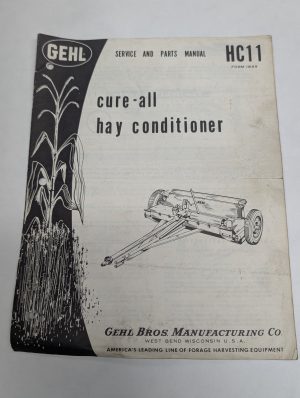 GEHL
SERVICE AND PARTS MANUAL
HC11
cure-all
hay conditioner
GEHL BROS. MANUFACTURING CO
WEST BEND WISCONSIN U.S.A.
AMERICA'S LEADING LINE OF FORAGE HARVESTING EQUIPMENT